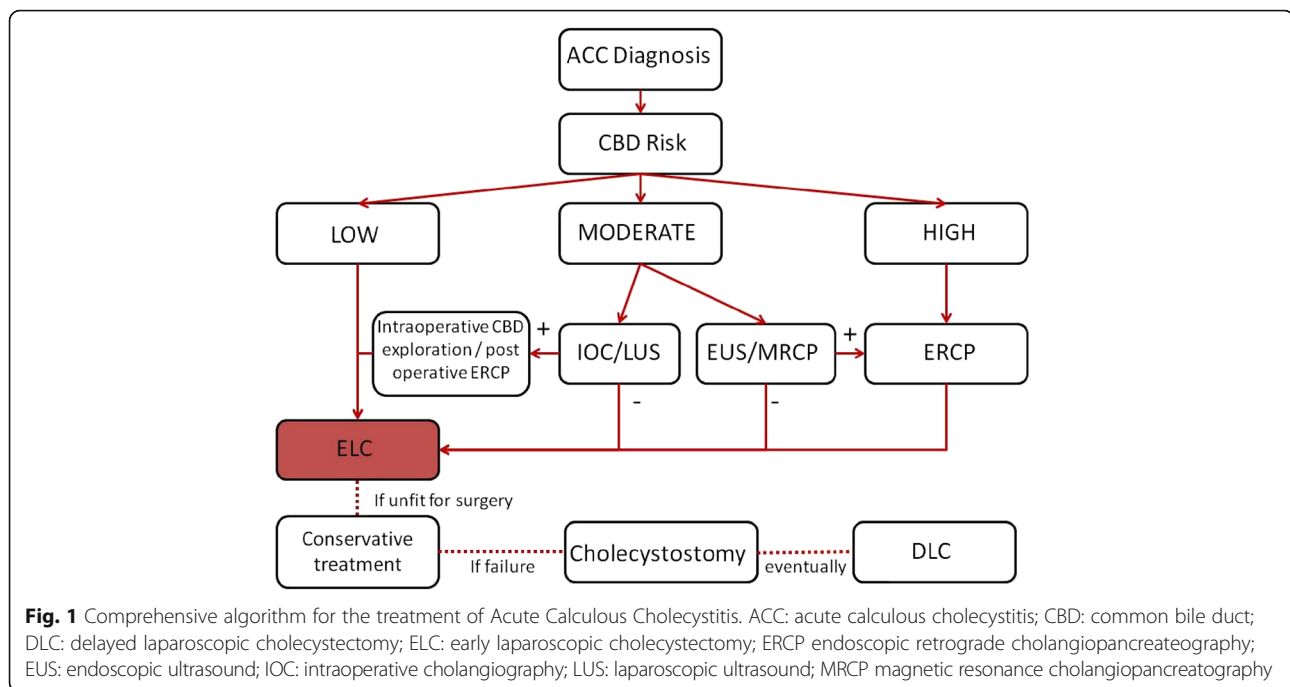 ACC Diagnosis
CBD Risk
LOW
MODERATE
HIGH
Intraoperative CBD
exploration / post
operative ERCP
+
IOC/LUS
EUS/MRCP
+
ERCP
-
-
ELC
If unfit for surgery
Conservative
treatment
If failure
Cholecystostomy
eventually
DLC
Fig. 1 Comprehensive algorithm for the treatment of Acute Calculous Cholecystitis. ACC: acute calculous cholecystitis; CBD: common bile duct;
DLC: delayed laparoscopic cholecystectomy; ELC: early laparoscopic cholecystectomy; ERCP endoscopic retrograde cholangiopancreateography;
EUS: endoscopic ultrasound; IOC: intraoperative cholangiography; LUS: laparoscopic ultrasound; MRCP magnetic resonance cholangiopancreatography